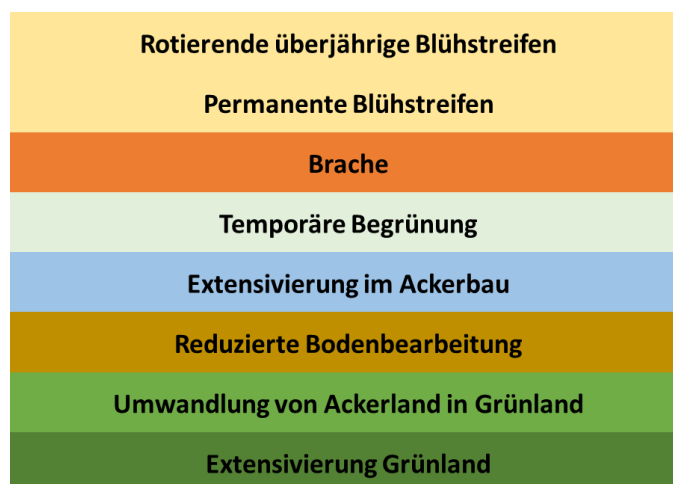 Rotierende überjährige Blühstreifen
Permanente Blühstreifen
Brache
Temporäre Begrünung
Extensivierung im Ackerbau
Reduzierte Bodenbearbeitung
Umwandlung von Ackerland in Grünland
Extensivierung Grünland